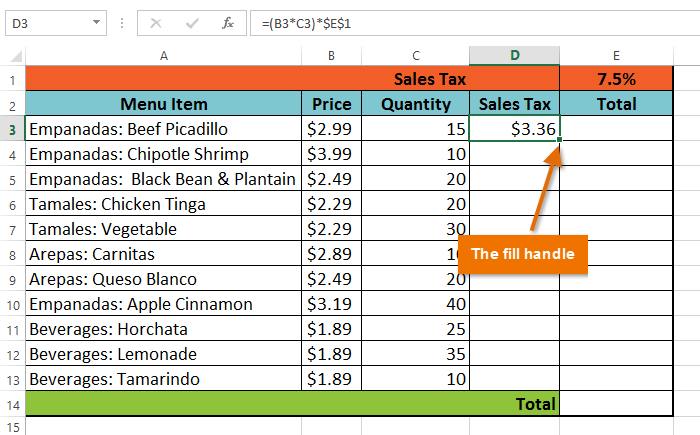 D3 fx =(B3*C3)*$E$1
A B C D E
1 Sales Tax 7.5%
2 Menu Item Price Quantity Sales Tax Total
3 Empanadas: Beef Picadillo $2.99 15 $3.36
4 Empanadas: Chipotle Shrimp $3.99 10
5 Empanadas: Black Bean & Plantain $2.49 20
6 Tamales: Chicken Tinga $2.29 20
7 Tamales: Vegetable $2.29 30
8 Arepas: Carnitas $2.89 The fill handle
9 Arepas: Queso Blanco $2.49 20
10 Empanadas: Apple Cinnamon $3.19 40
11 Beverages: Horchata $1.89 25
12 Beverages: Lemonade $1.89 35
13 Beverages: Tamarindo $1.89 10
14 Total
15